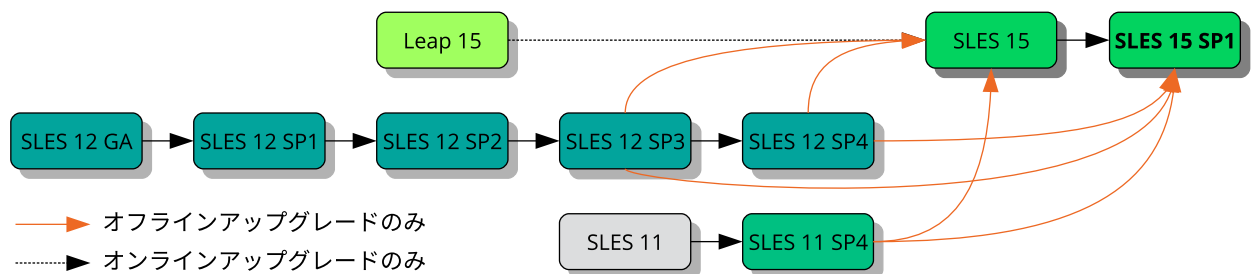 Leap 15
SLES 15
SLES 15 SP1
SLES 12 GA
SLES 12 SP1
SLES 12 SP2
SLES 12 SP3
SLES 12 SP4
オフラインアップグレードのみ
SLES 11
SLES 11 SP4
オンラインアップグレードのみ